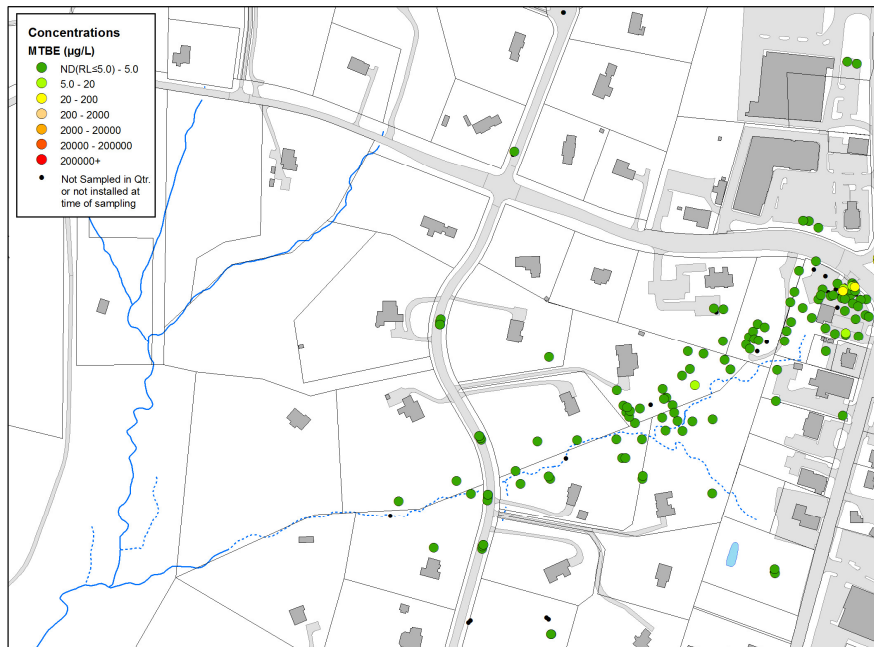 Concentrations
MTBE (µg/L)
ND(RL≤5.0) - 5.0
5.0 - 20
20 - 200
200 - 2000
2000 - 20000
20000 - 200000
200000+
Not Sampled in Qtr.
or not installed at
time of sampling